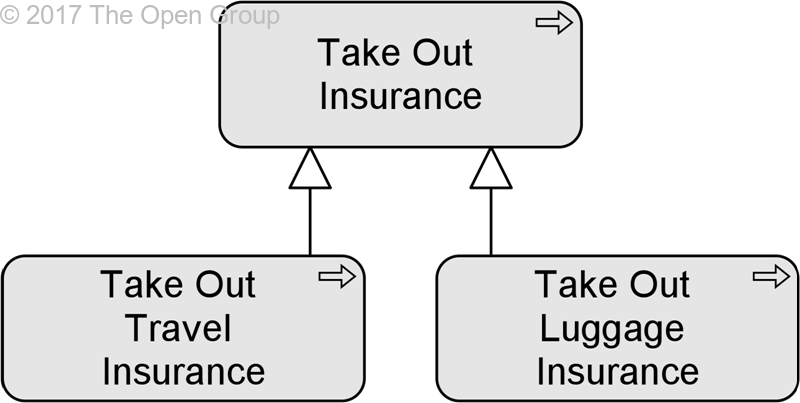 © 2017 The Open Group
Take Out
Insurance
Take Out
Travel
Insurance
Take Out
Luggage
Insurance